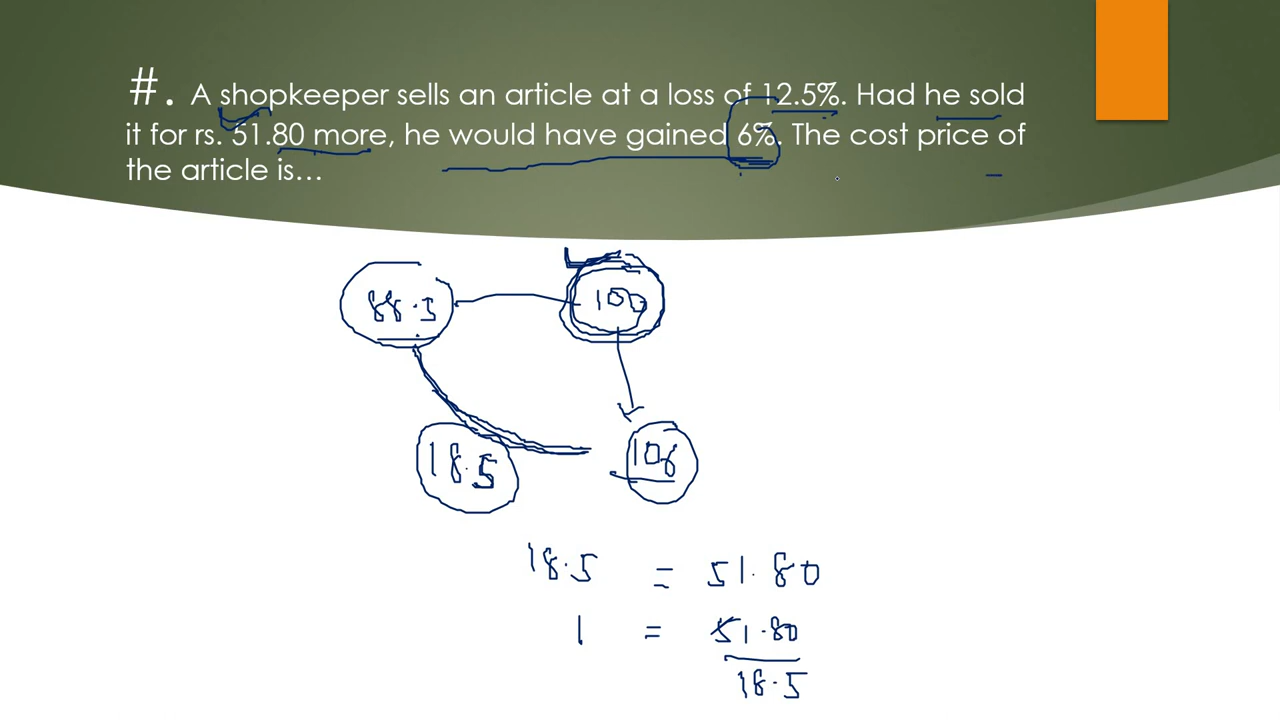 #. A shopkeeper sells an article at a loss of 12.5%. Had he sold
it for rs. 51.80 more, he would have gained 6%. The cost price of
the article is...
88.5 100
18.5 106
18.5 = 51.80
1 = 51.80
18.5